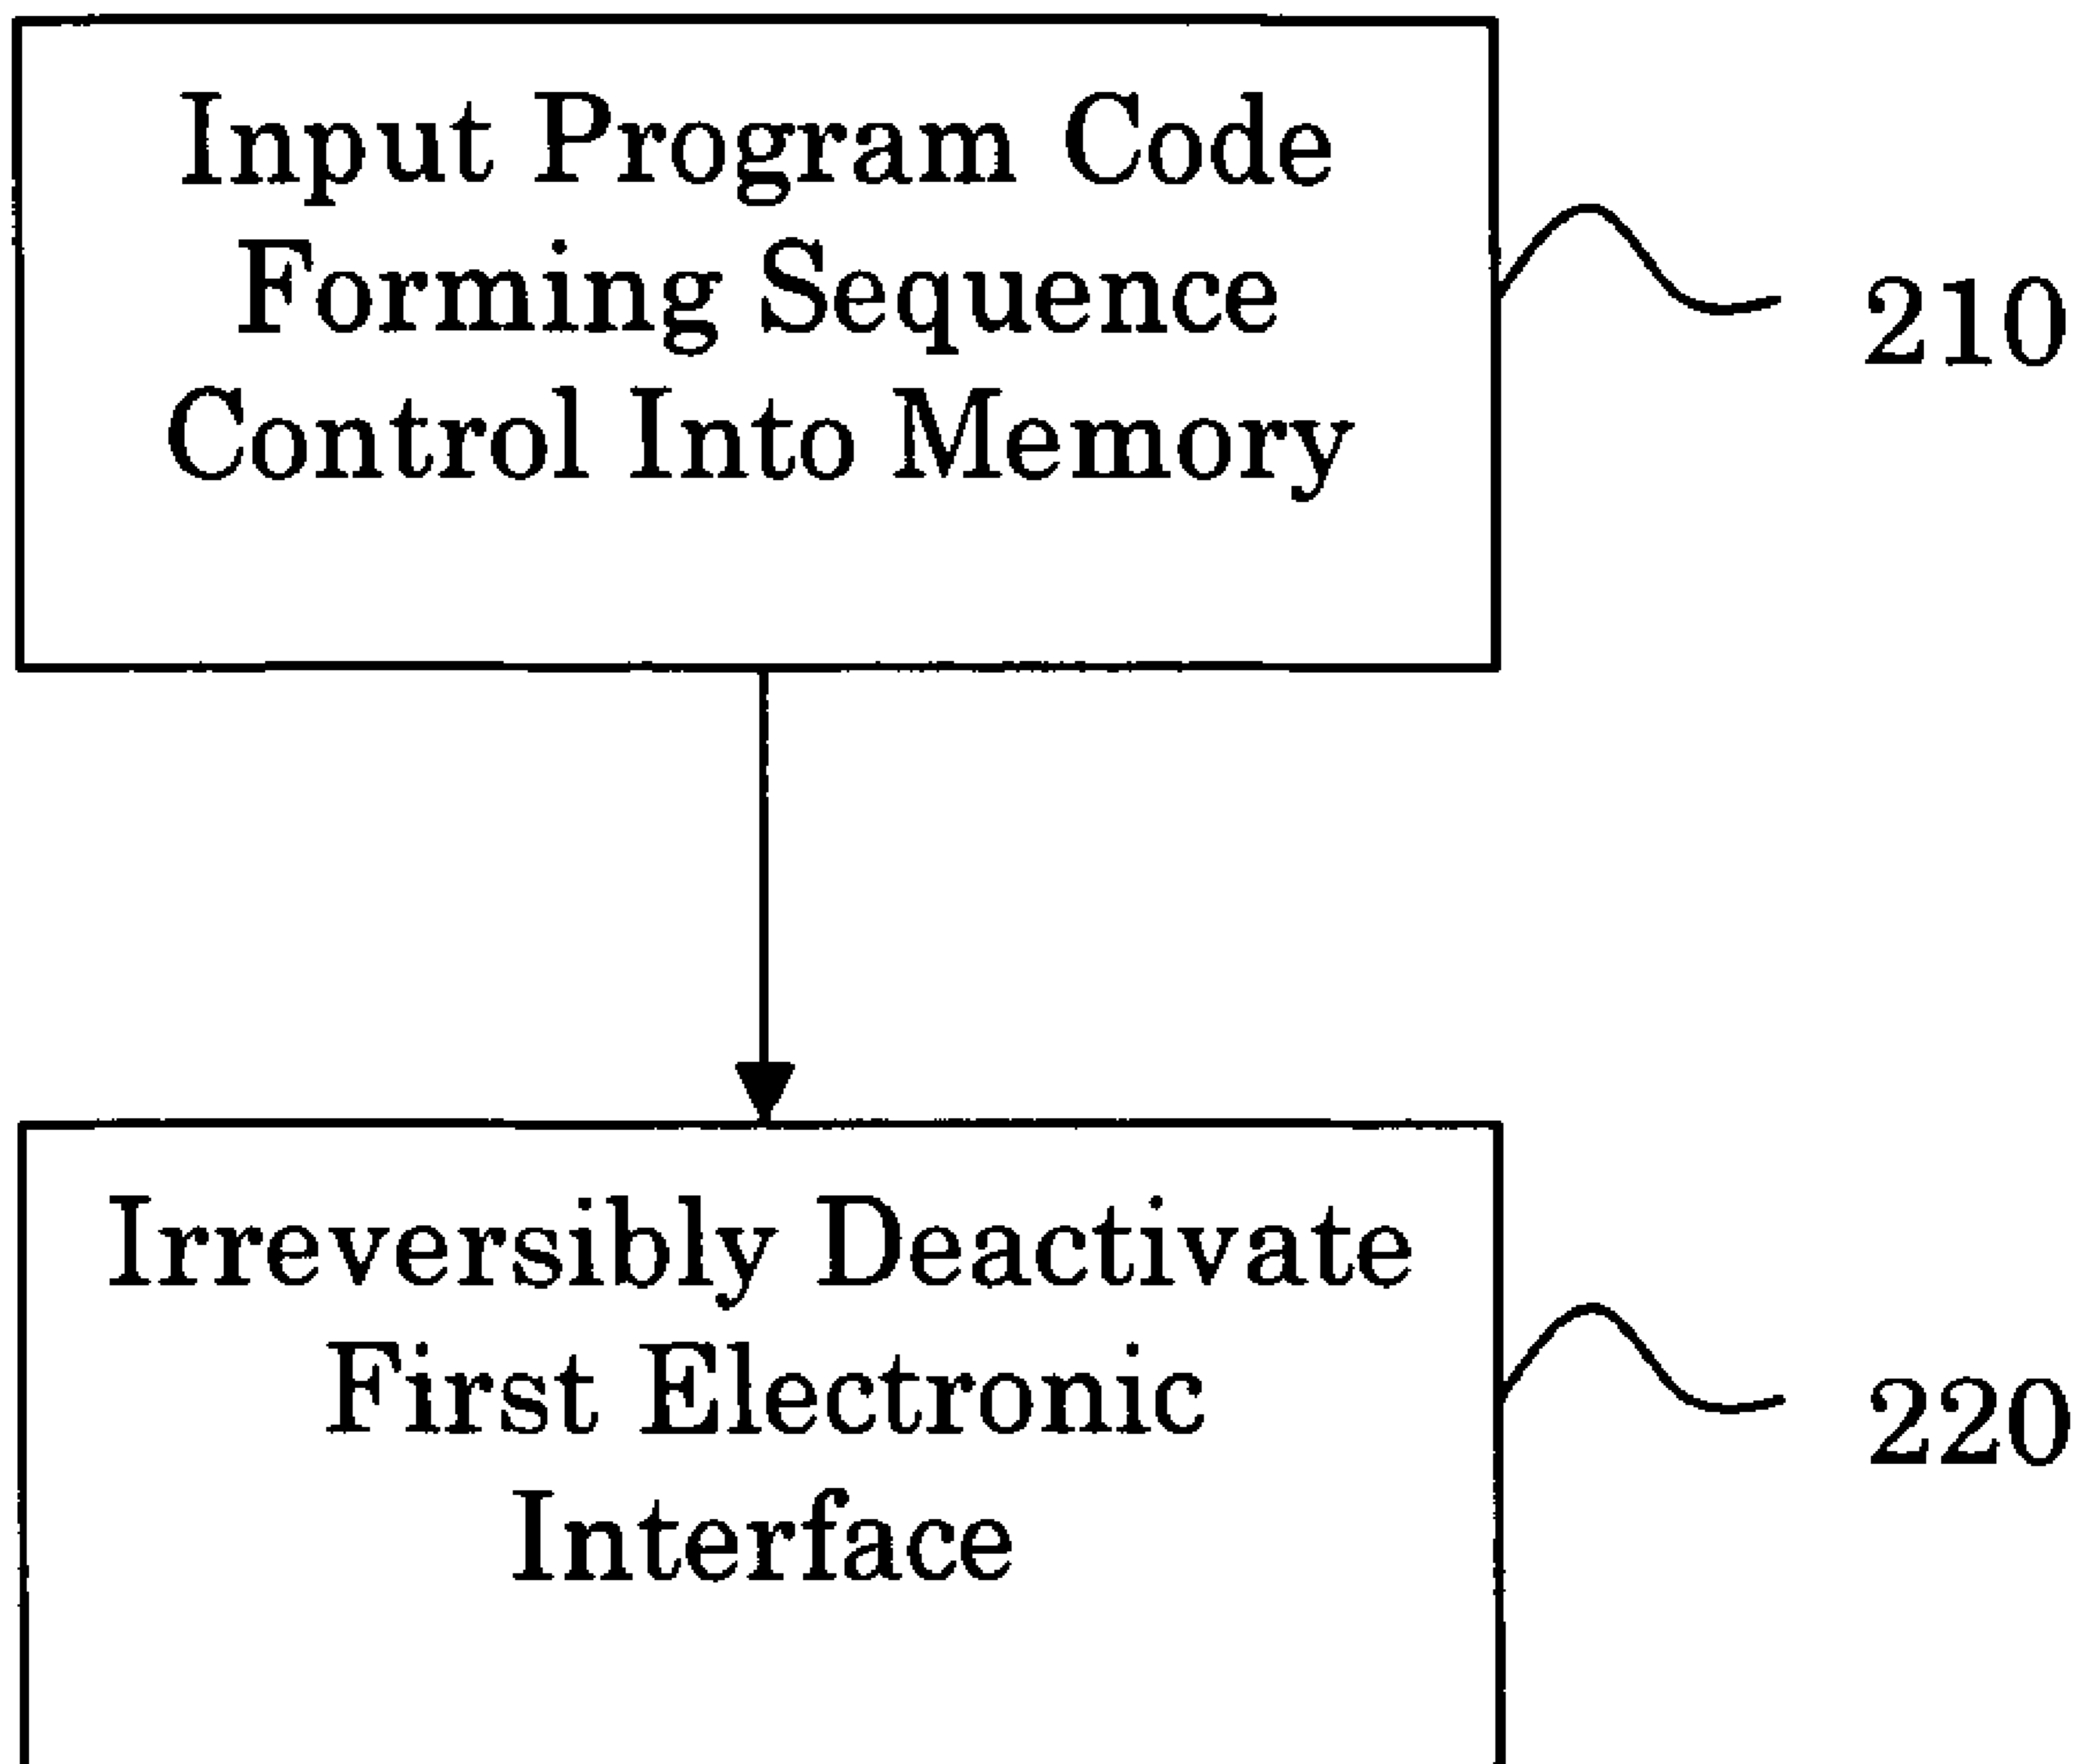 Input Program Code
Forming Sequence
Control Into Memory
210
Irreversibly Deactivate
First Electronic
Interface
220